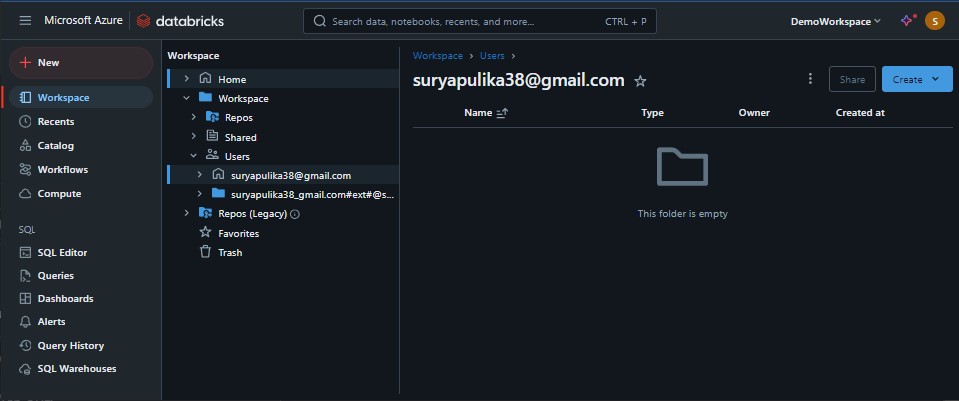 Microsoft Azure databricks Search data, notebooks, recents, and more... CTRL + P DemoWorkspace S
New
Workspace
Recents
Catalog
Workflows
Compute
SQL
SQL Editor
Queries
Dashboards
Alerts
Query History
SQL Warehouses
Workspace
Home
Workspace
Repos
Shared
Users
suryapulika38@gmail.com
suryapulika38_gmail.com#ext#@s...
Repos (Legacy)
Favorites
Trash
Workspace > Users >
suryapulika38@gmail.com
Share Create
Name Type Owner Created at
This folder is empty